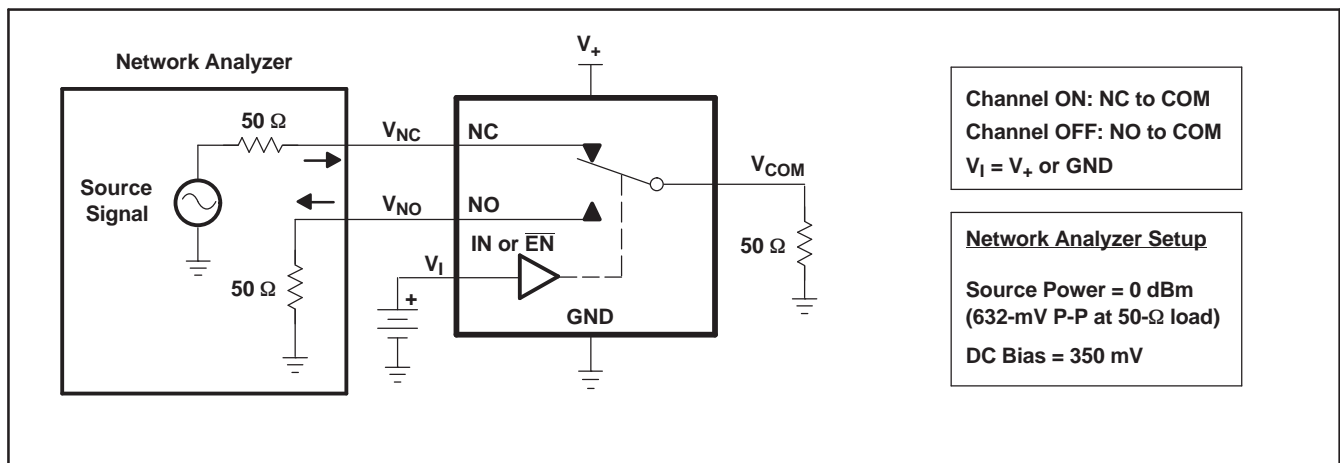 Network Analyzer
V+
50 Ω
VNC
NC
Source
Signal
VNO
NO
VCOM
50 Ω
IN or E̅N̅
VI
+
50 Ω
GND
Channel ON: NC to COM
Channel OFF: NO to COM
VI = V+ or GND
Network Analyzer Setup
Source Power = 0 dBm
(632-mV P-P at 50-Ω load)
DC Bias = 350 mV